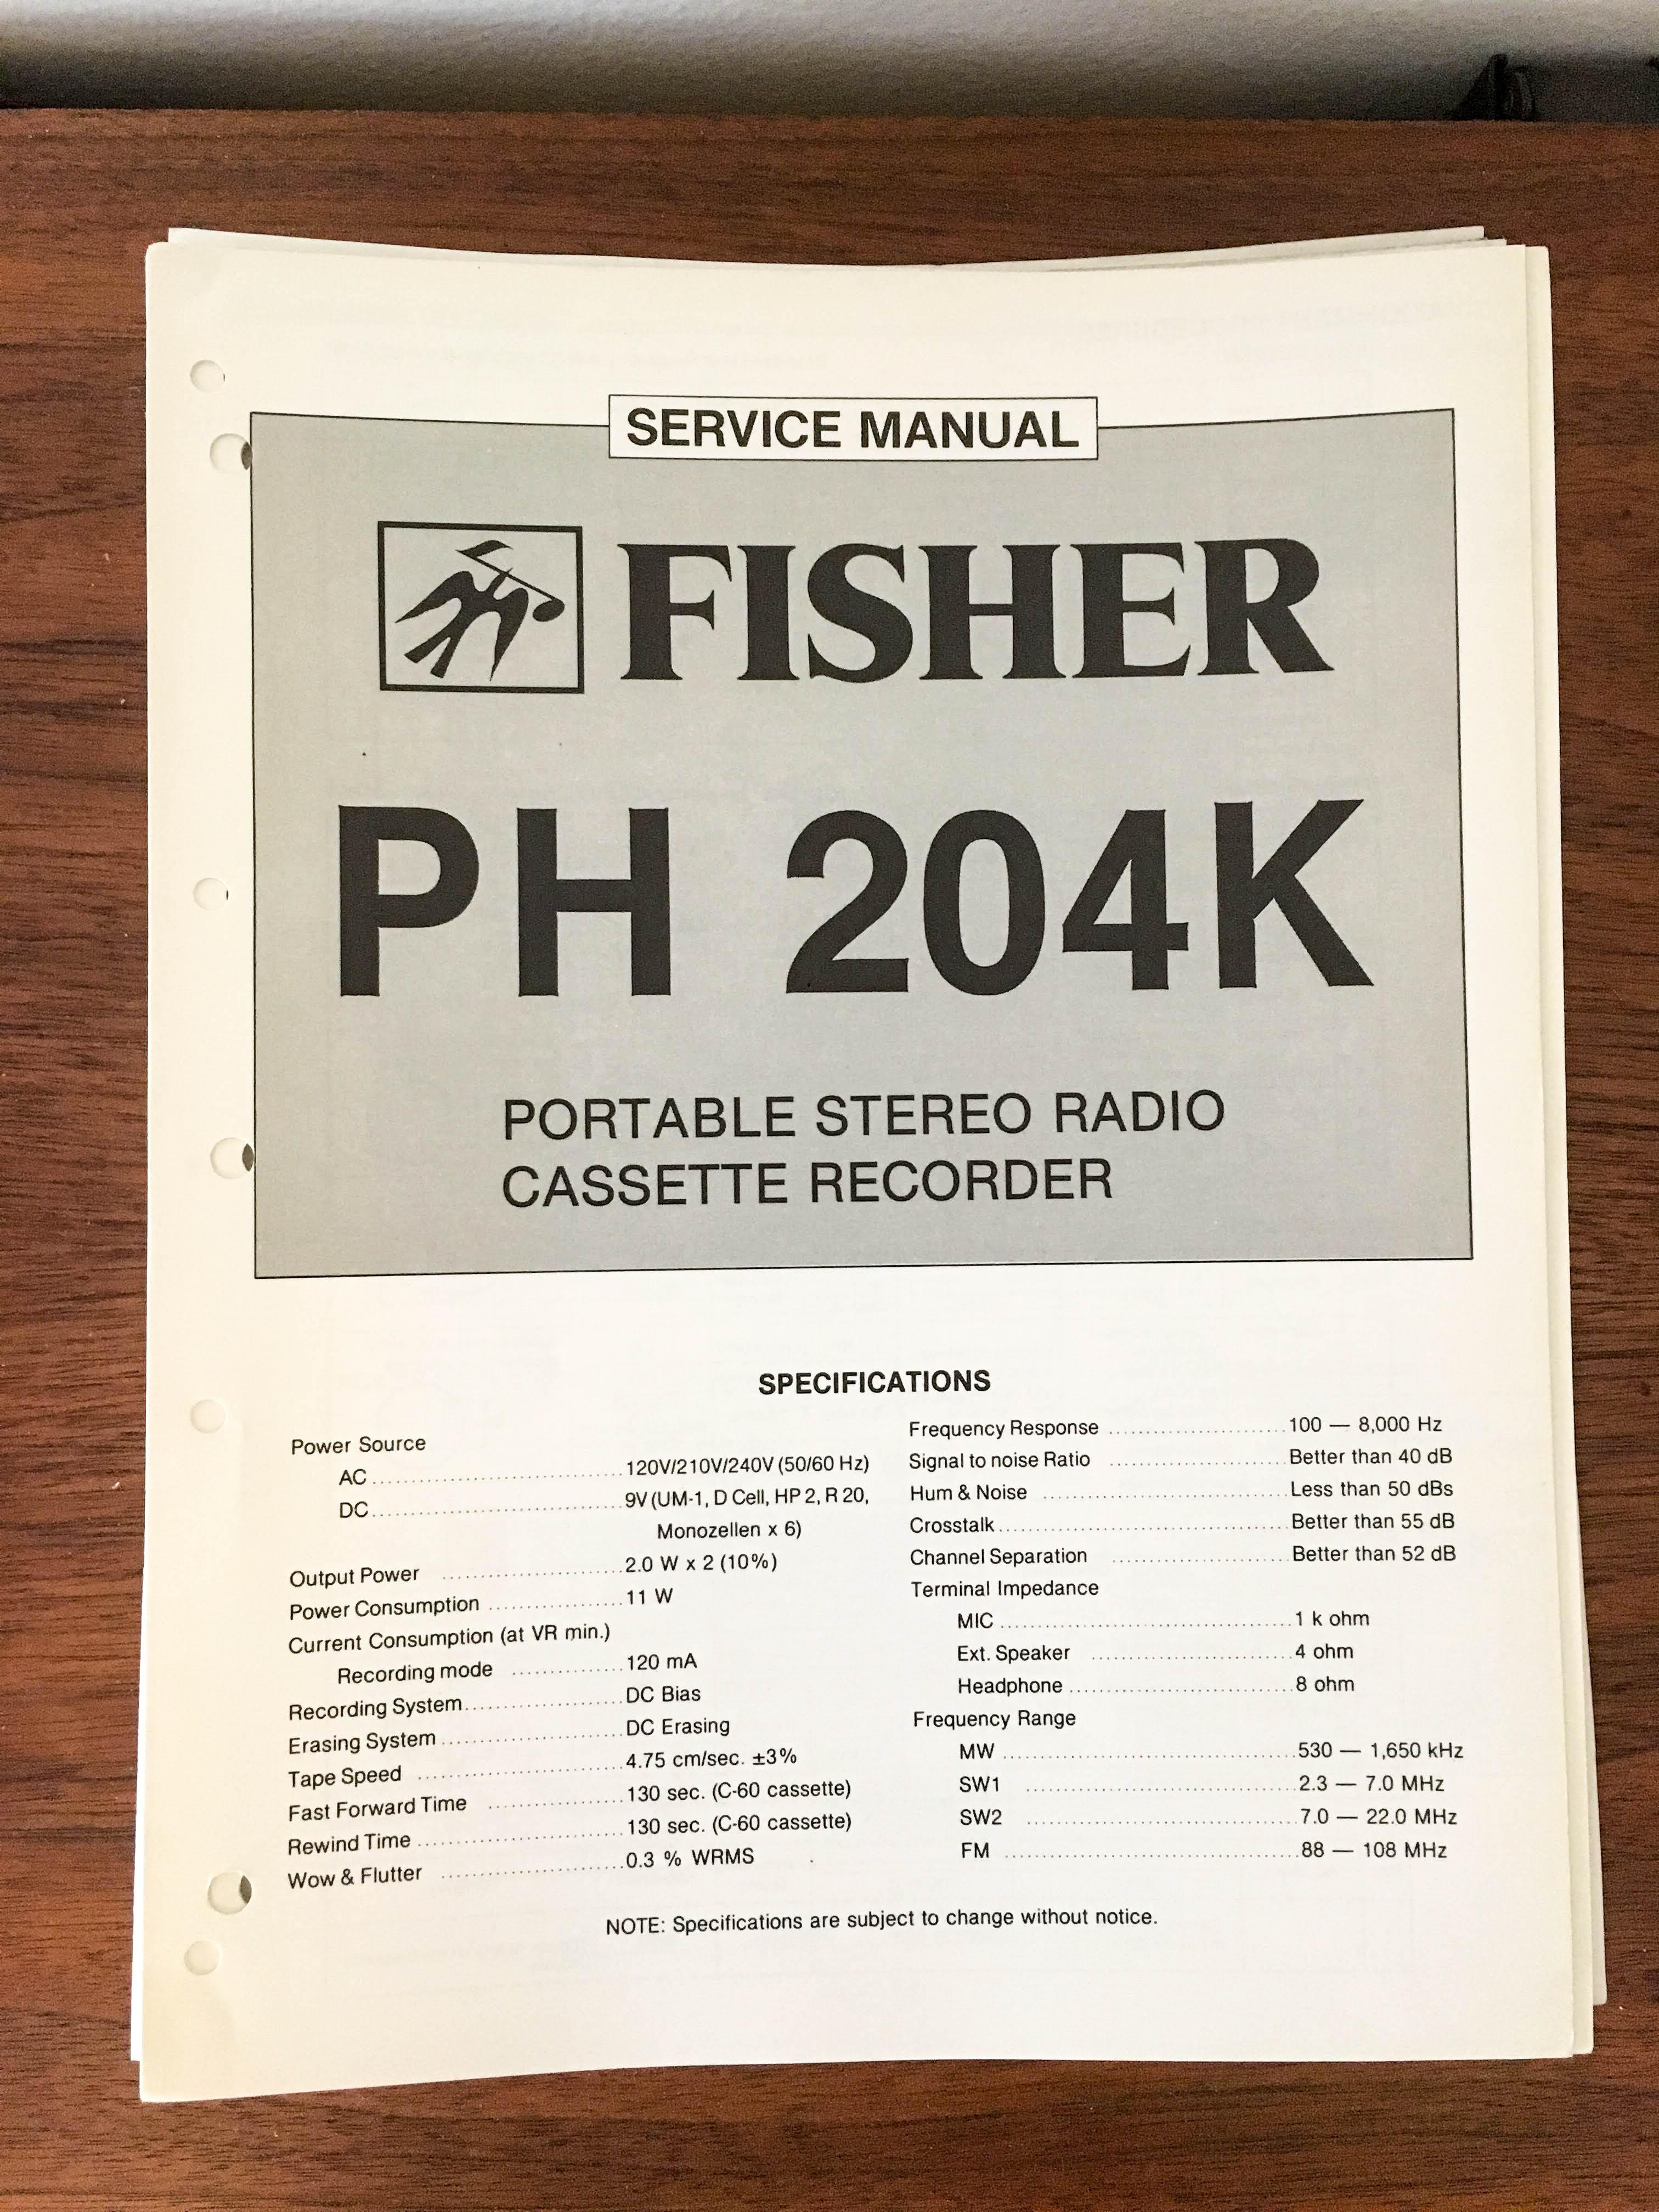 SERVICE MANUAL
FISHER
PH 204K
PORTABLE STEREO RADIO
CASSETTE RECORDER
SPECIFICATIONS
Power Source
AC ........ 120V/210V/240V (50/60 Hz)
DC ........ 9V (UM-1, D Cell, HP 2, R 20,
Monozellen x 6)
Output Power ........ 2.0 W x 2 (10%)
Power Consumption ........ 11 W
Current Consumption (at VR min.)
Recording mode ........ 120 mA
Recording System ........ DC Bias
Erasing System ........ DC Erasing
Tape Speed ........ 4.75 cm/sec. ±3%
Fast Forward Time ........ 130 sec. (C-60 cassette)
Rewind Time ........ 130 sec. (C-60 cassette)
Wow & Flutter ........ 0.3 % WRMS
Frequency Response ........ 100 — 8,000 Hz
Signal to noise Ratio ........ Better than 40 dB
Hum & Noise ........ Less than 50 dBs
Crosstalk ........ Better than 55 dB
Channel Separation ........ Better than 52 dB
Terminal Impedance
MIC ........ 1 k ohm
Ext. Speaker ........ 4 ohm
Headphone ........ 8 ohm
Frequency Range
MW ........ 530 — 1,650 kHz
SW1 ........ 2.3 — 7.0 MHz
SW2 ........ 7.0 — 22.0 MHz
FM ........ 88 — 108 MHz
NOTE: Specifications are subject to change without notice.